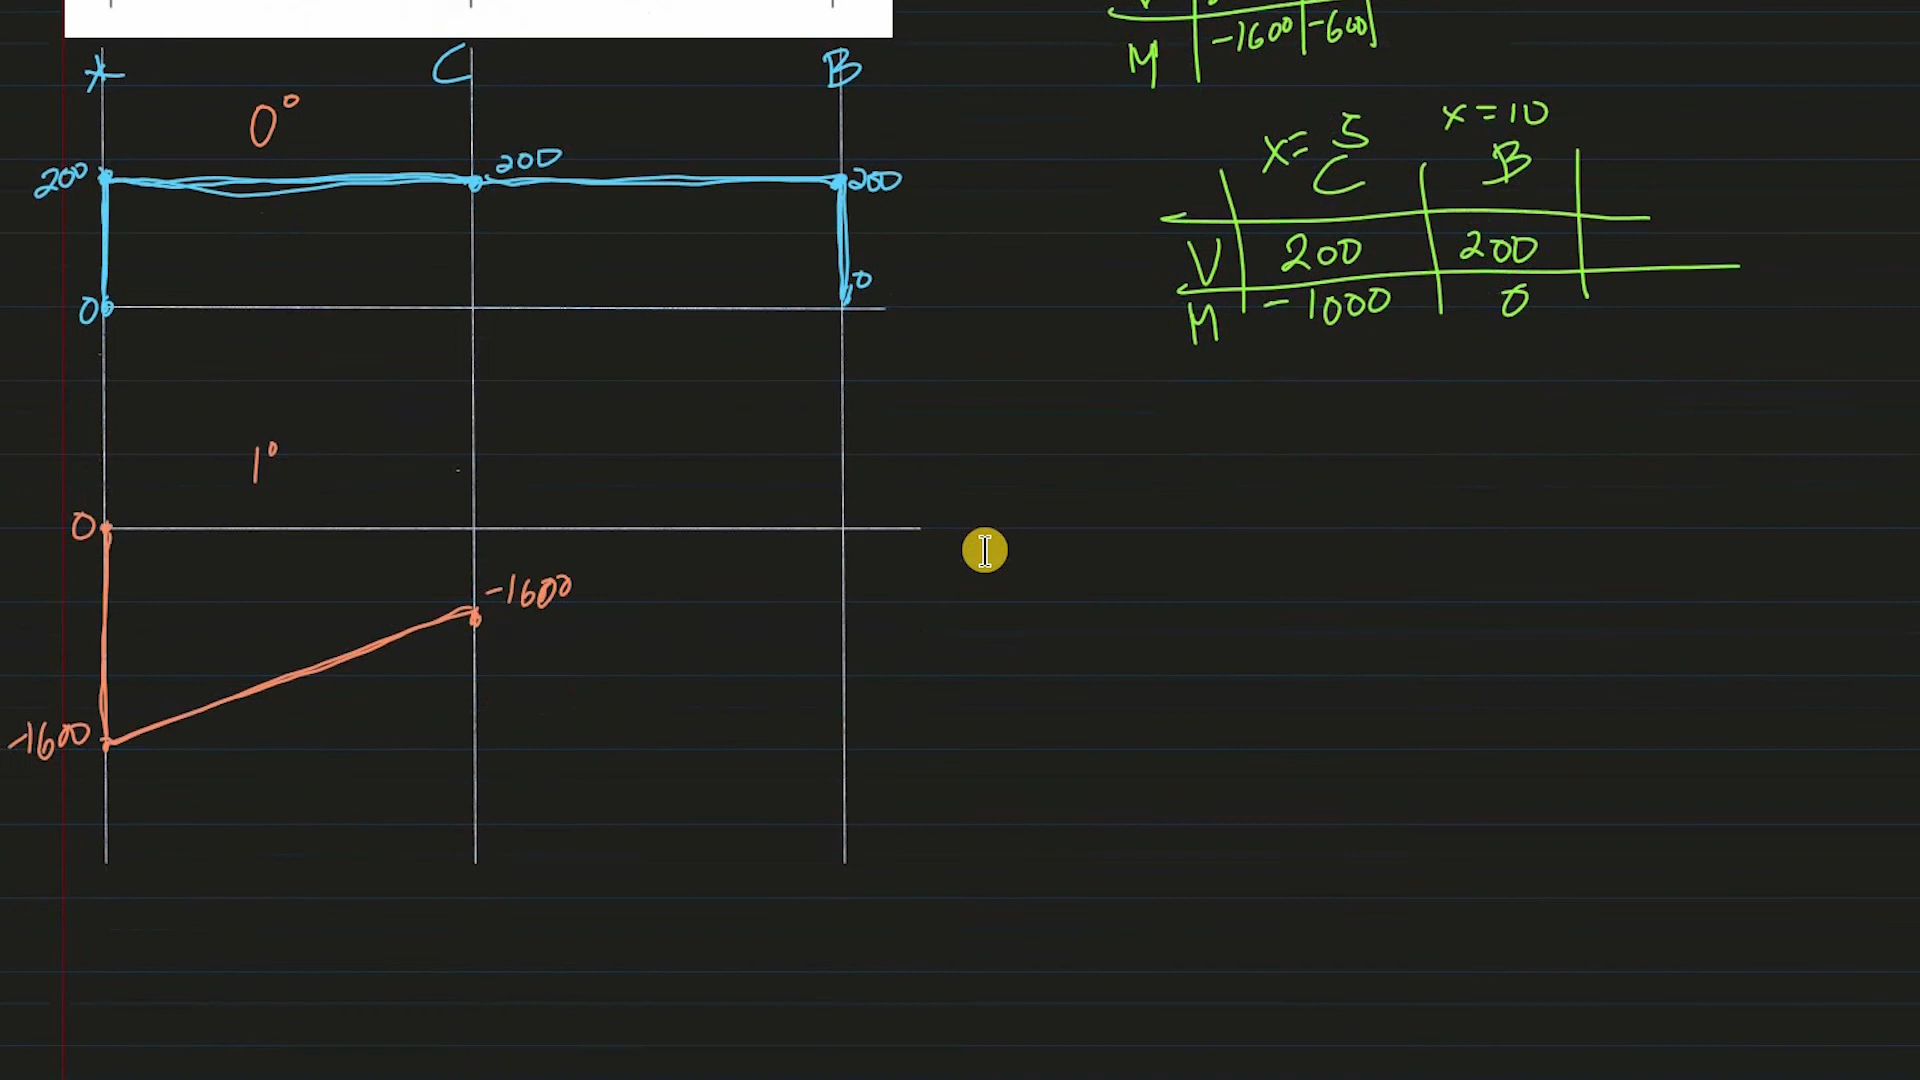 V
M -1600 -600
A C B
0°
200 200 200
0 0
1°
0
-1600
-1600
x = 5 x = 10
C B
V 200 200
M -1000 0